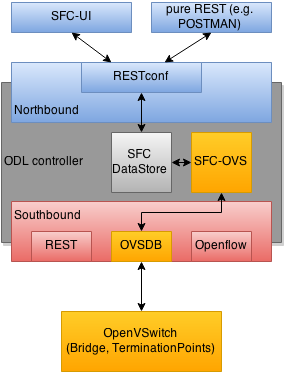 SFC-UI
pure REST (e.g.
POSTMAN)
RESTconf
Northbound
ODL controller
SFC
DataStore
SFC-OVS
Southbound
REST
OVSDB
Openflow
OpenVSwitch
(Bridge, TerminationPoints)